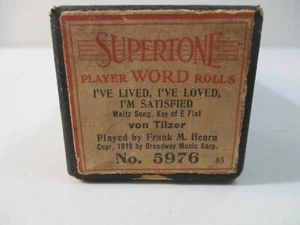 SUPERTONE
PLAYER WORD ROLLS
I'VE LIVED, I'VE LOVED,
I'M SATISFIED
Waltz Song, Key of E Flat
von Tilzer
Played by Frank M. Hearn
Copr. 1919 by Broadway Music Corp.
No. 5976 .85